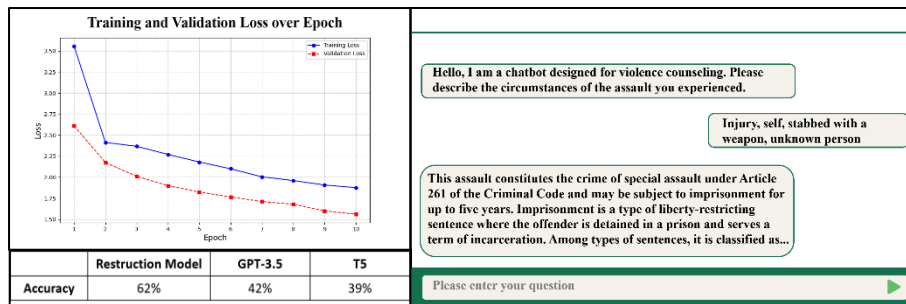 Training and Validation Loss over Epoch
Training Loss
Validation Loss
3.50
3.25
3.00
2.75
2.50
2.25
2.00
1.75
1.50
Loss
1 2 3 4 5 6 7 8 9 10
Epoch
Restruction Model GPT-3.5 T5
Accuracy 62% 42% 39%
Hello, I am a chatbot designed for violence counseling. Please
describe the circumstances of the assault you experienced.
Injury, self, stabbed with a
weapon, unknown person
This assault constitutes the crime of special assault under Article
261 of the Criminal Code and may be subject to imprisonment for
up to five years. Imprisonment is a type of liberty-restricting
sentence where the offender is detained in a prison and serves a
term of incarceration. Among types of sentences, it is classified as...
Please enter your question